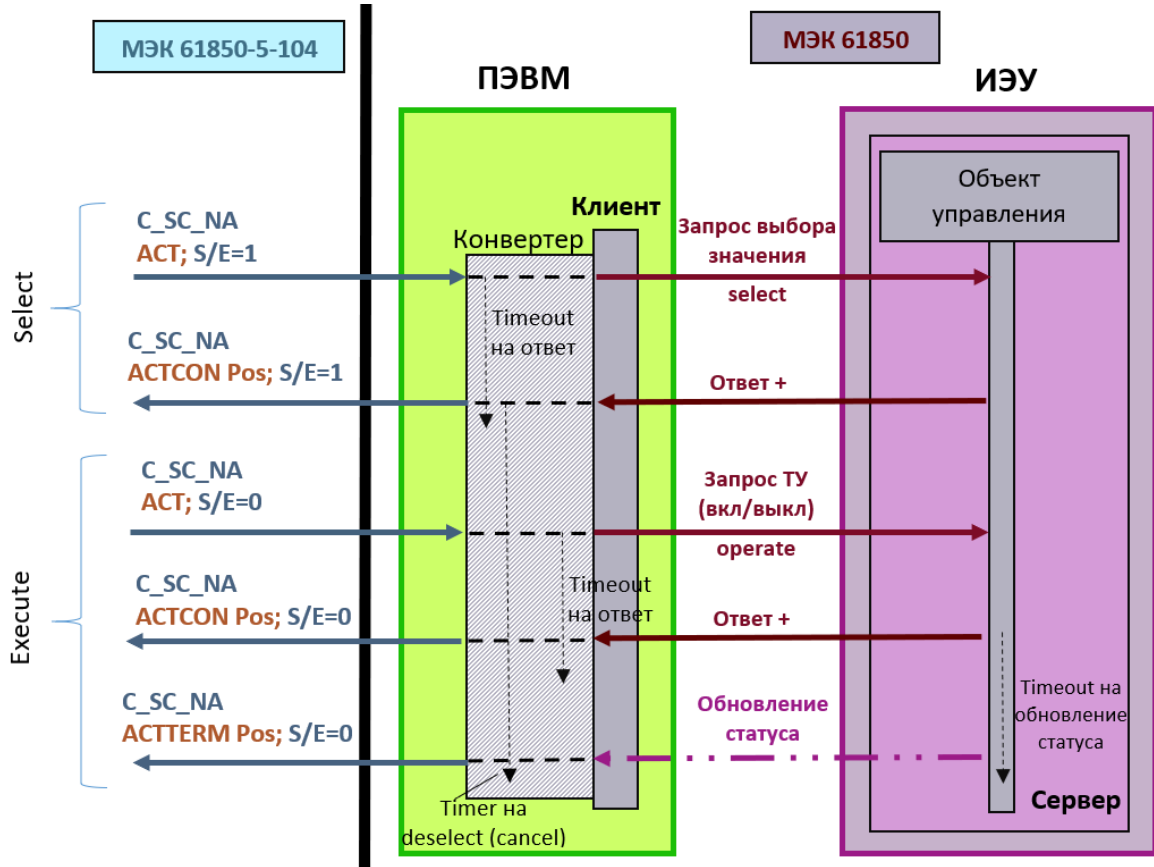 МЭК 61850-5-104
МЭК 61850
ПЭВМ
ИЭУ
Объект
управления
Клиент
Конвертер
Select
C_SC_NA
ACT; S/E=1
Запрос выбора
значения
select
Timeout
на ответ
C_SC_NA
ACTCON Pos; S/E=1
Ответ +
Execute
C_SC_NA
ACT; S/E=0
Запрос ТУ
(вкл/выкл)
operate
Timeout
на ответ
C_SC_NA
ACTCON Pos; S/E=0
Ответ +
Timeout на
обновление
статуса
C_SC_NA
ACTTERM Pos; S/E=0
Обновление
статуса
Timer на
deselect (cancel)
Сервер